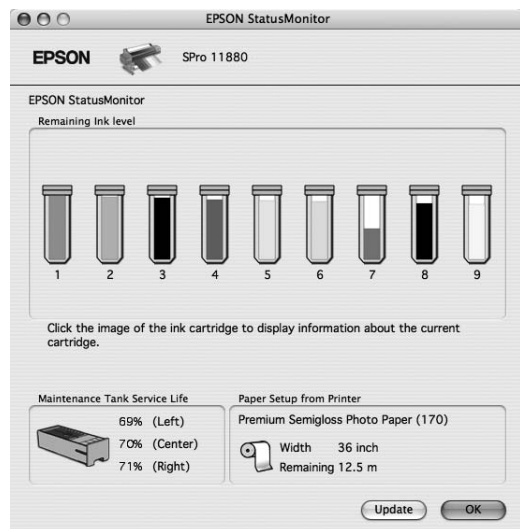 EPSON StatusMonitor
EPSON SPro 11880
EPSON StatusMonitor
Remaining Ink level
1 2 3 4 5 6 7 8 9
Click the image of the ink cartridge to display information about the current
cartridge.
Maintenance Tank Service Life
69% (Left)
70% (Center)
71% (Right)
Paper Setup from Printer
Premium Semigloss Photo Paper (170)
Width 36 inch
Remaining 12.5 m
Update OK